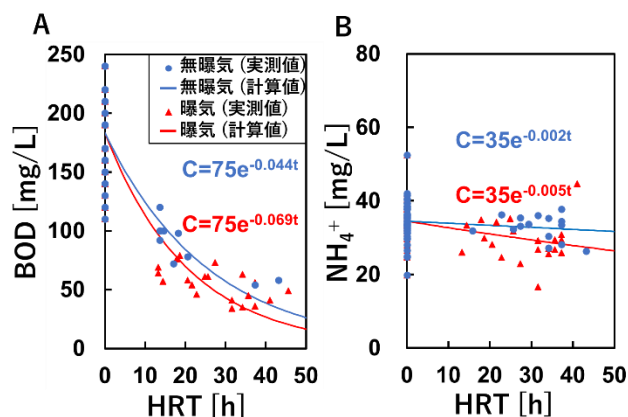 A
BOD [mg/L]
250
200
150
100
50
0
0 10 20 30 40 50
HRT [h]
無曝気 (実測値)
無曝気 (計算値)
曝気 (実測値)
曝気 (計算値)
C=75e-0.044t
C=75e-0.069t
B
NH4+ [mg/L]
80
60
40
20
0
0 10 20 30 40 50
HRT [h]
C=35e-0.002t
C=35e-0.005t